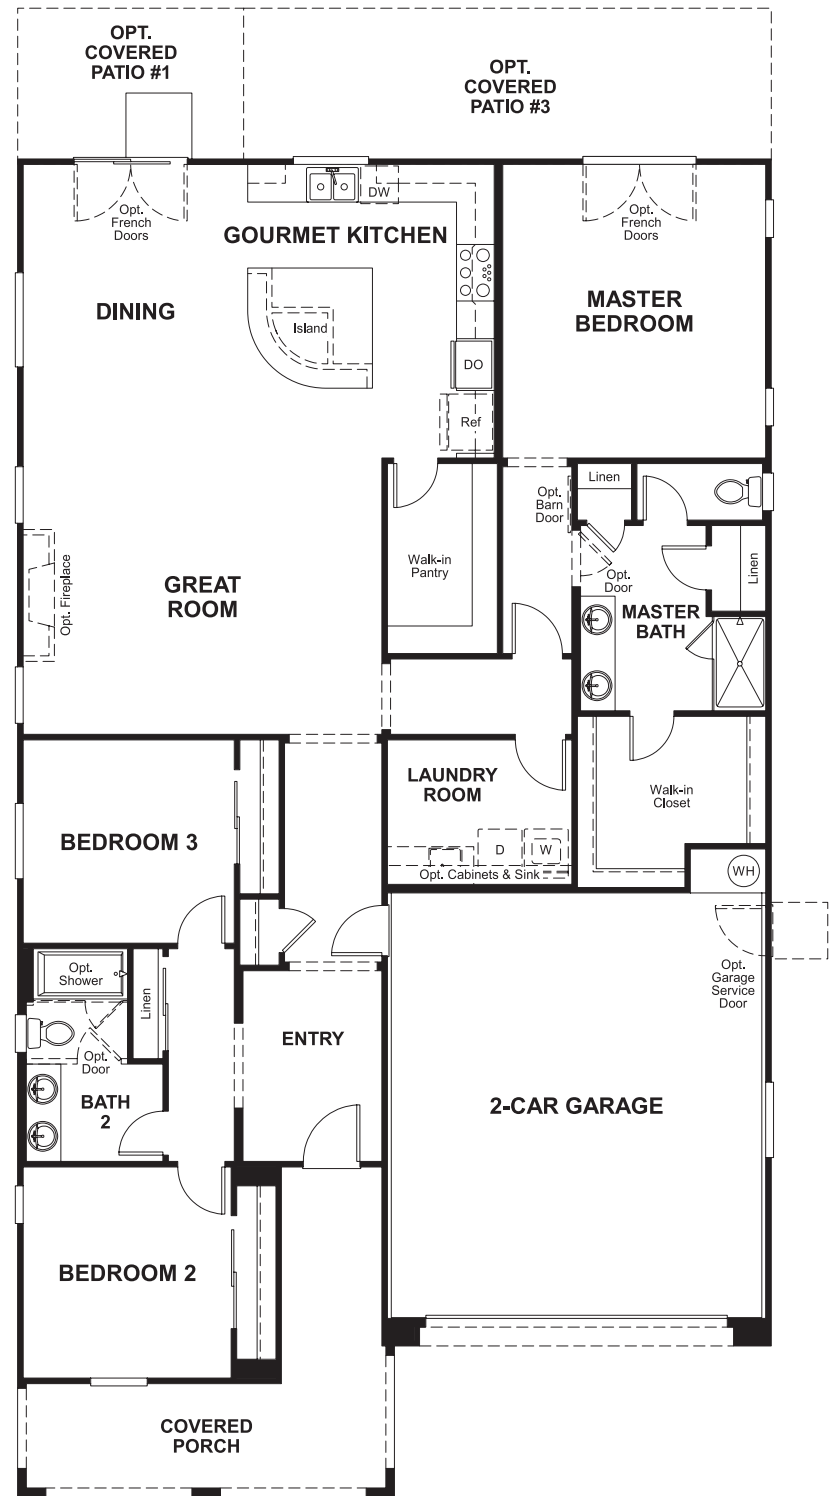 OPT.
COVERED
PATIO #1
OPT.
COVERED
PATIO #3
DW
Opt.
French
Doors
Opt.
French
Doors
GOURMET KITCHEN
DINING
Island
MASTER
BEDROOM
DO
Ref
Linen
Opt.
Barn
Door
Walk-in
Pantry
Linen
Opt.
Door
Opt. Fireplace
GREAT
ROOM
MASTER
BATH
LAUNDRY
ROOM
Walk-in
Closet
BEDROOM 3
D
W
Opt. Cabinets & Sink
WH
Opt.
Shower
Linen
Opt.
Garage
Service
Door
ENTRY
Opt.
Door
BATH
2
2-CAR GARAGE
BEDROOM 2
COVERED
PORCH